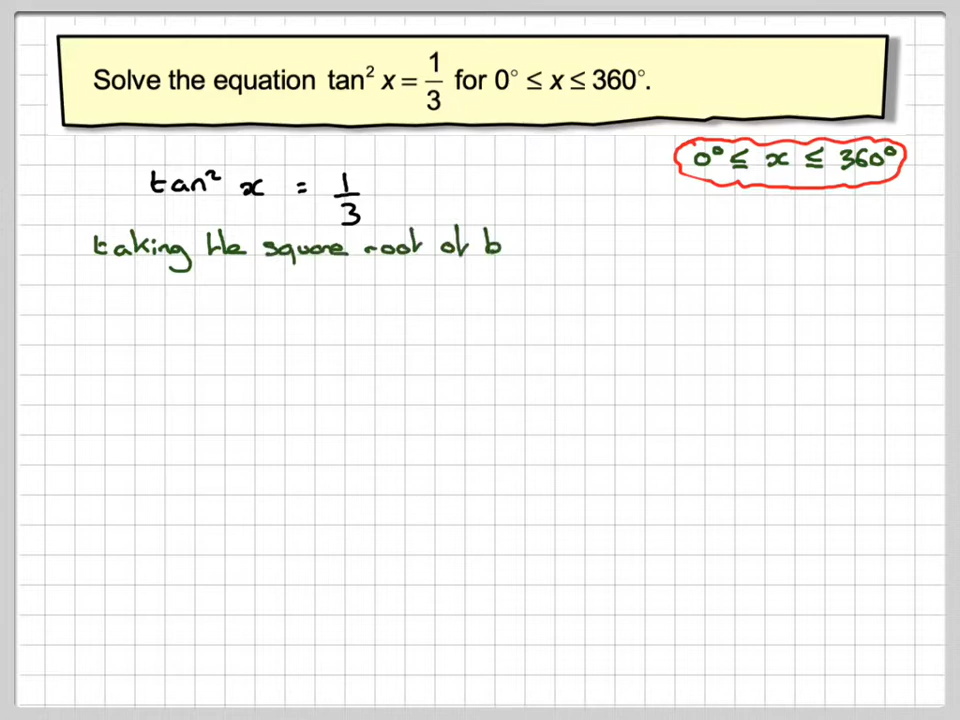 Solve the equation tan² x = 1/3 for 0° ≤ x ≤ 360°.
0° ≤ x ≤ 360°
tan² x = 1/3
taking the square root of b